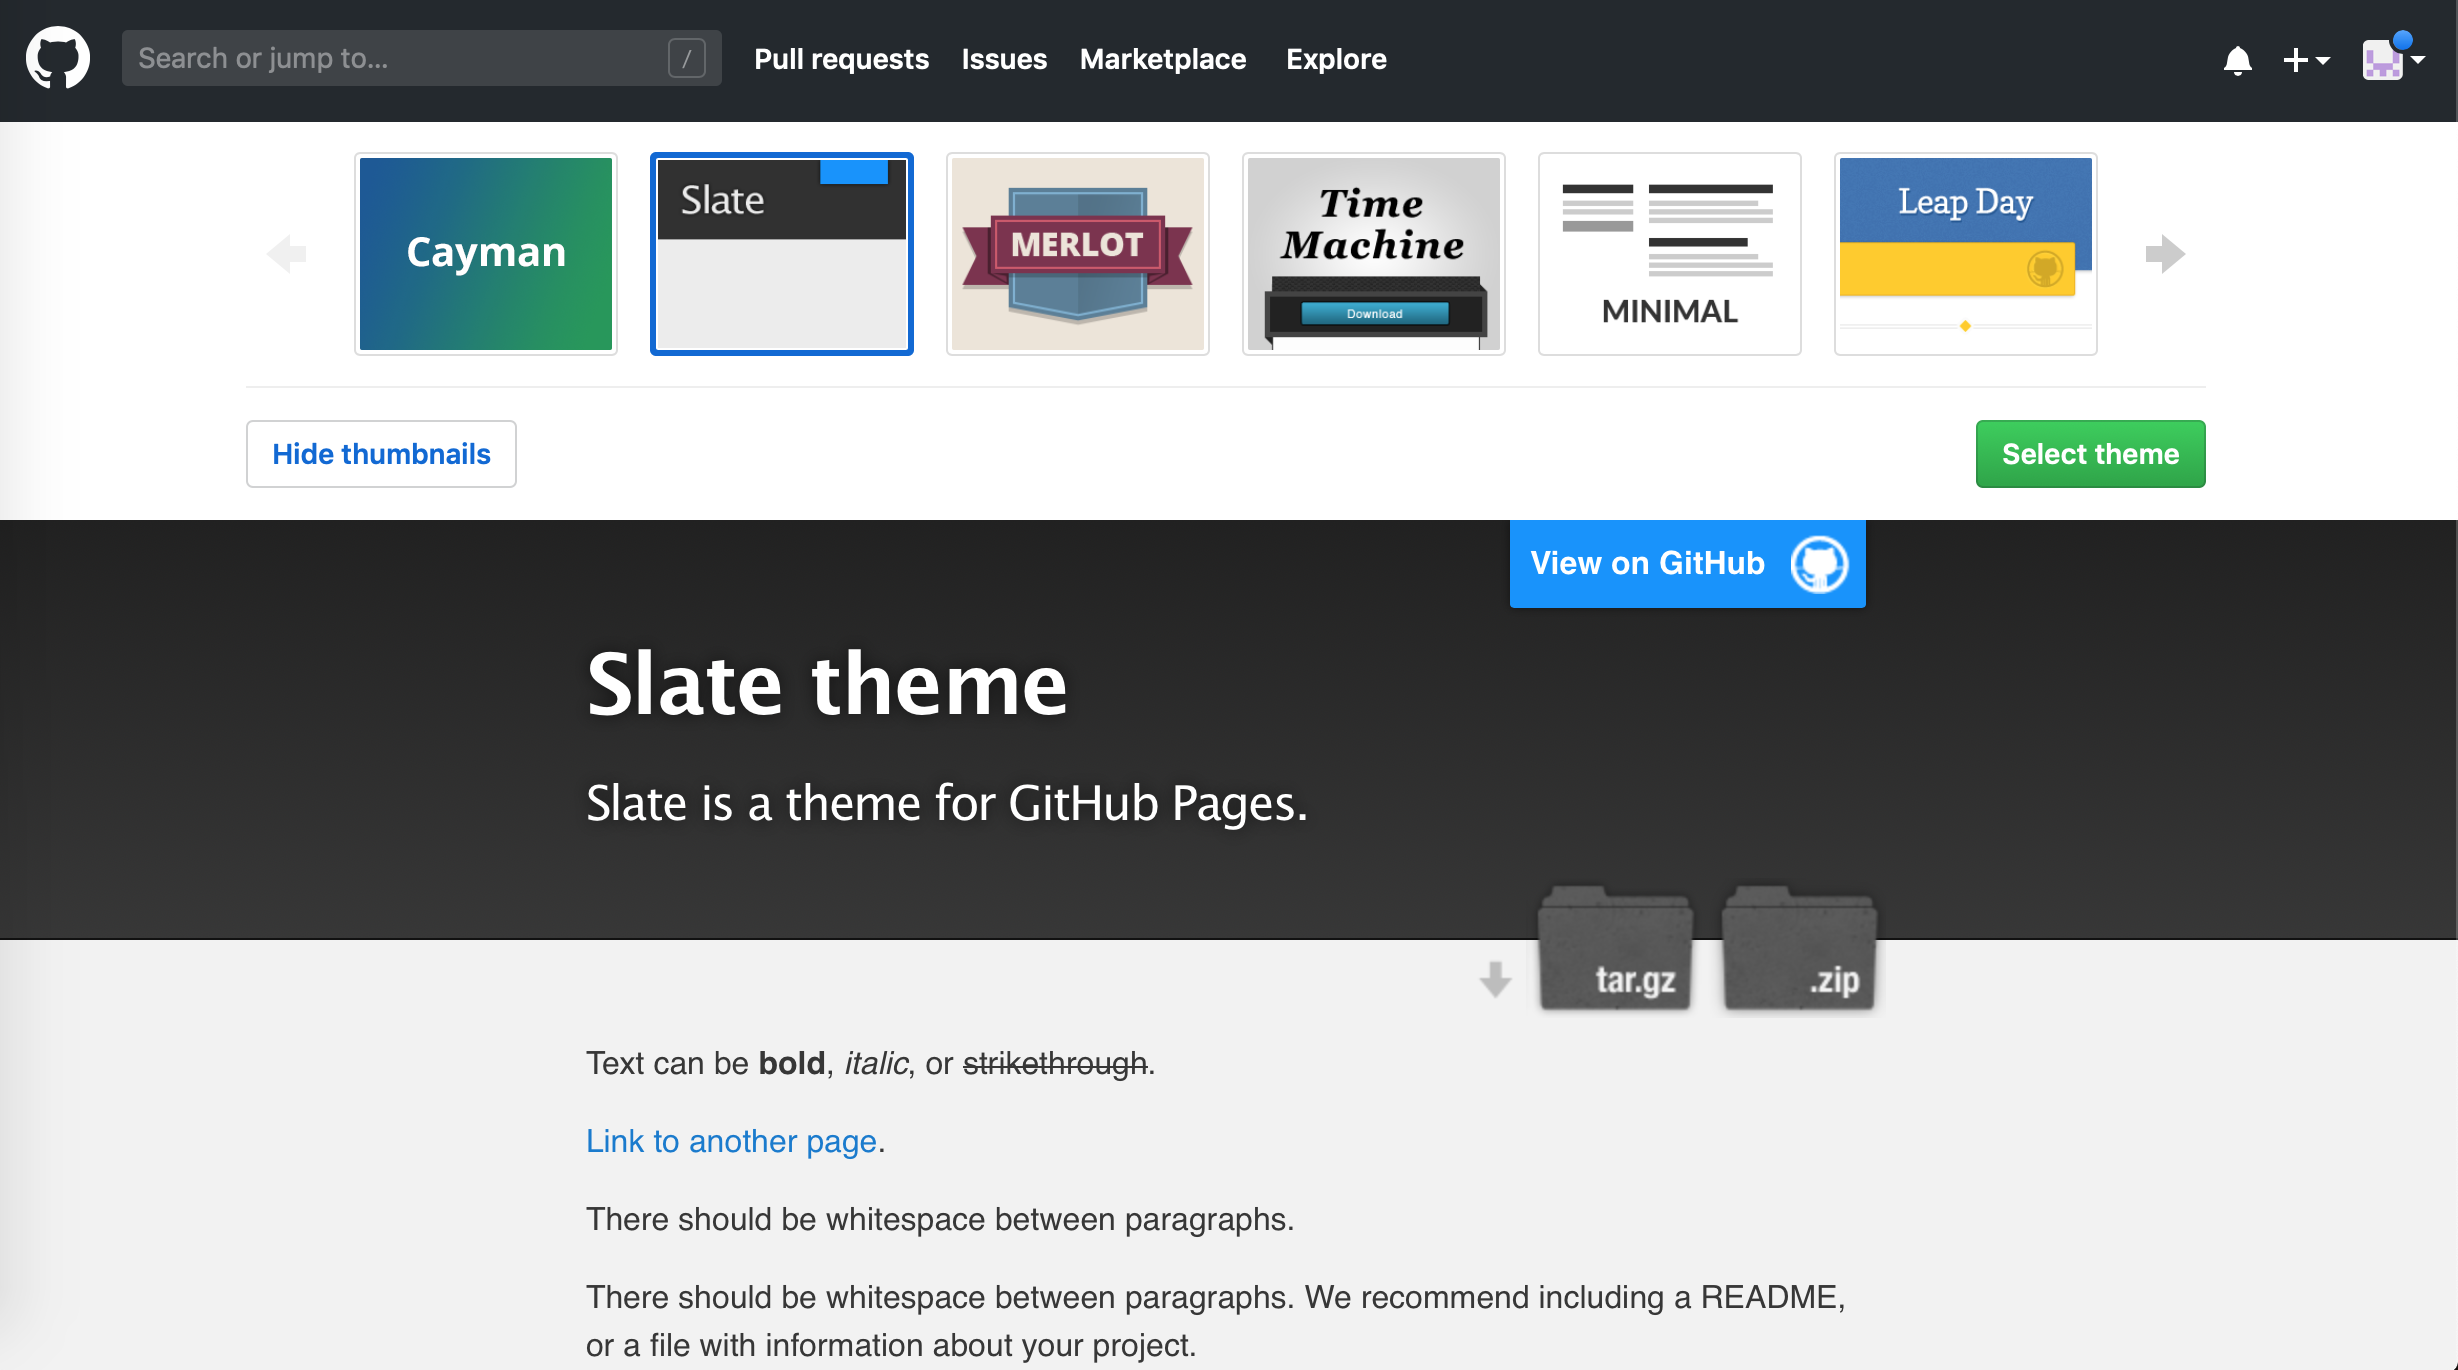 Search or jump to... /
Pull requests Issues Marketplace Explore
Cayman
Slate
MERLOT
Time
Machine
Download
MINIMAL
Leap Day
Hide thumbnails
Select theme
View on GitHub
Slate theme
Slate is a theme for GitHub Pages.
tar.gz
.zip
Text can be bold, italic, or strikethrough.
Link to another page.
There should be whitespace between paragraphs.
There should be whitespace between paragraphs. We recommend including a README,
or a file with information about your project.